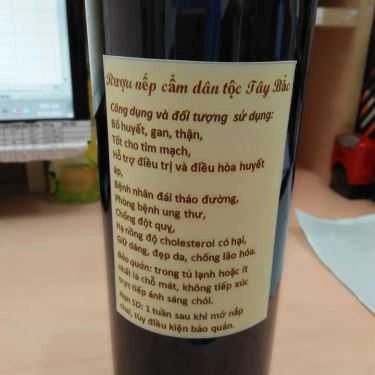 Rượu nếp cẩm dân tộc Tây Bắc
Công dụng và đối tượng sử dụng:
Bổ huyết, gan, thận,
Tốt cho tim mạch,
Hỗ trợ điều trị và điều hòa huyết
áp,
Bệnh nhân đái tháo đường,
Phòng bệnh ung thư,
Chống đột quỵ,
Hạ nồng độ cholesterol có hại,
Giữ dáng, đẹp da, chống lão hóa.
Bảo quản: trong tủ lạnh hoặc ít
nhất là chỗ mát, không tiếp xúc
trực tiếp ánh sáng chói.
Hạn SD: 1 tuần sau khi mở nắp
chai, tùy điều kiện bảo quản.